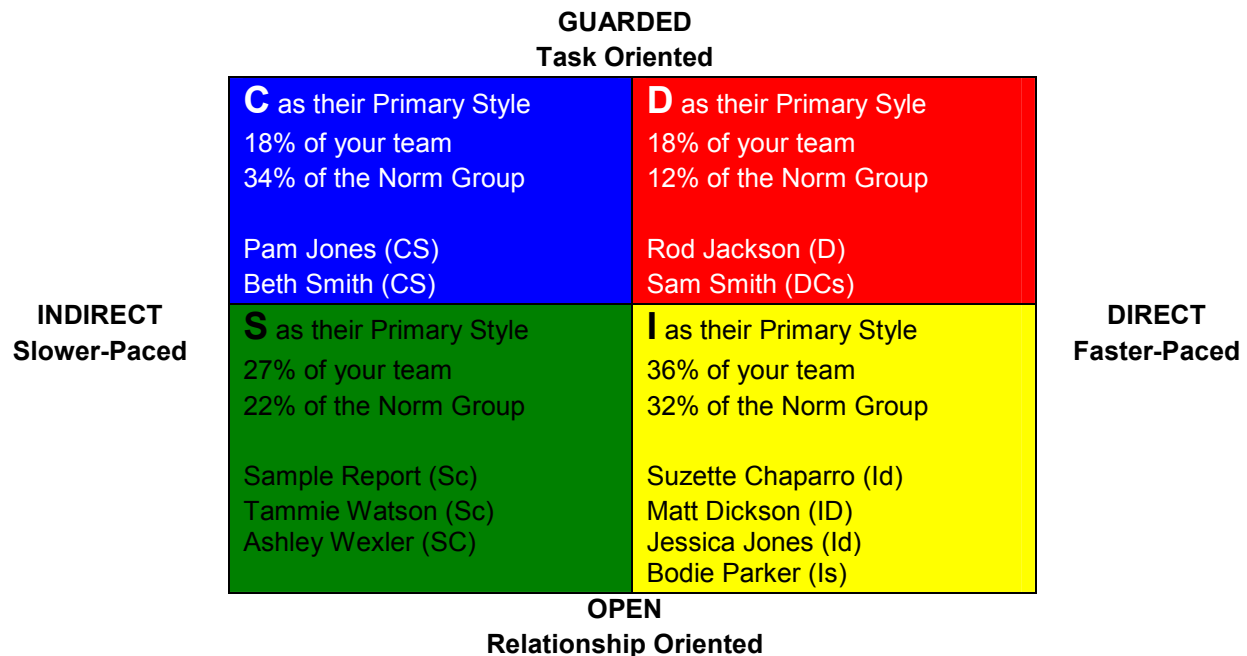 GUARDED
Task Oriented
C as their Primary Style
18% of your team
34% of the Norm Group
Pam Jones (CS)
Beth Smith (CS)
D as their Primary Syle
18% of your team
12% of the Norm Group
Rod Jackson (D)
Sam Smith (DCs)
INDIRECT
Slower-Paced
S as their Primary Style
27% of your team
22% of the Norm Group
Sample Report (Sc)
Tammie Watson (Sc)
Ashley Wexler (SC)
I as their Primary Style
36% of your team
32% of the Norm Group
Suzette Chaparro (Id)
Matt Dickson (ID)
Jessica Jones (Id)
Bodie Parker (Is)
DIRECT
Faster-Paced
OPEN
Relationship Oriented